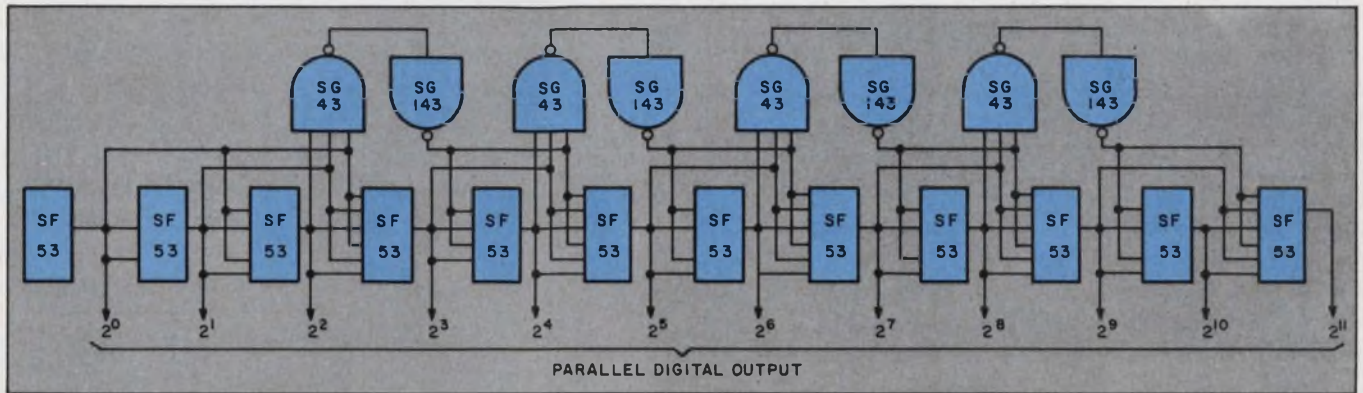 SG 43
SG 143
SG 43
SG 143
SG 43
SG 143
SG 43
SG 143
SF 53
SF 53
SF 53
SF 53
SF 53
SF 53
SF 53
SF 53
SF 53
SF 53
SF 53
SF 53
2⁰ 2¹ 2² 2³ 2⁴ 2⁵ 2⁶ 2⁷ 2⁸ 2⁹ 2¹⁰ 2¹¹
PARALLEL DIGITAL OUTPUT